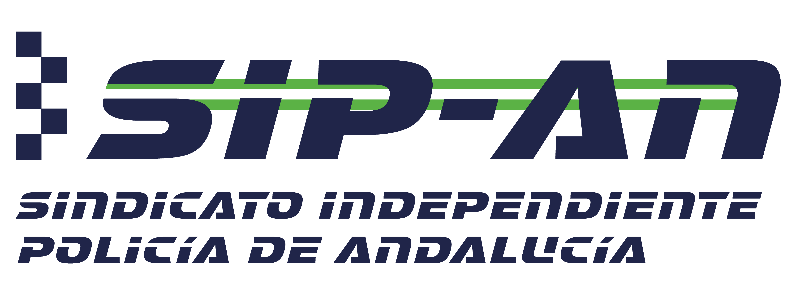 SIP-AN
SINDICATO INDEPENDIENTE
POLICÍA DE ANDALUCÍA